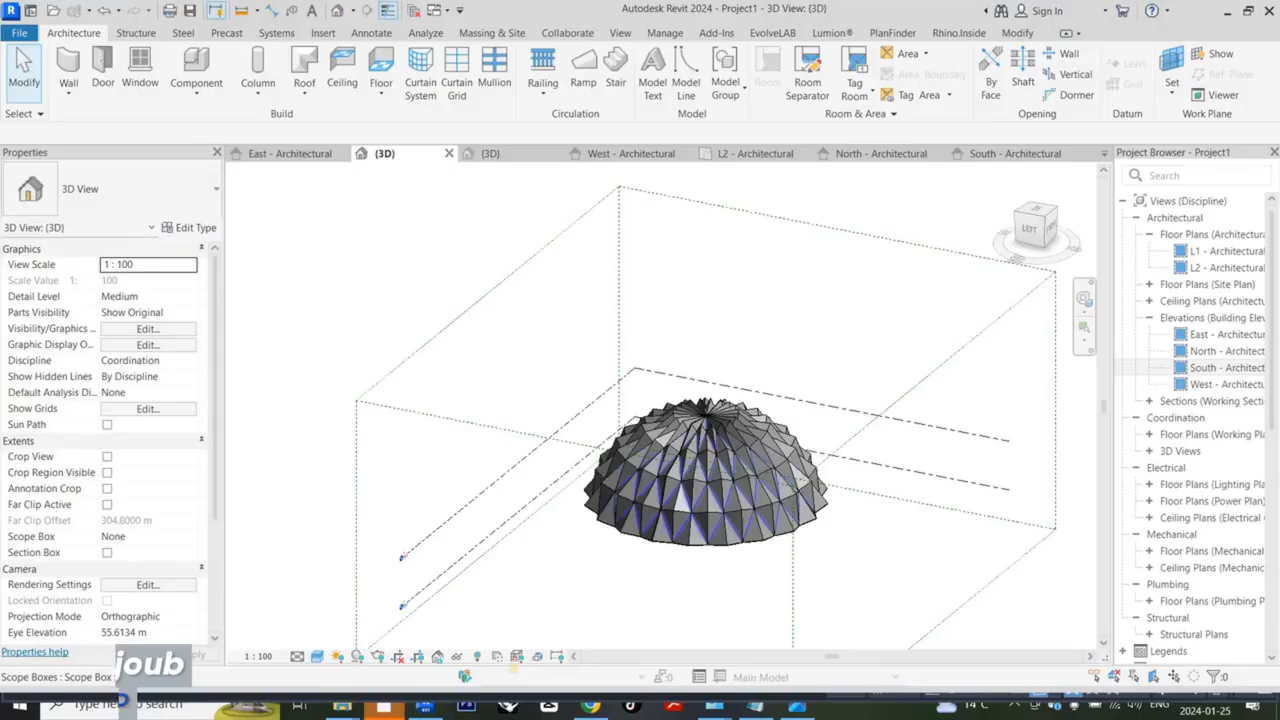 Autodesk Revit 2024 - Project1 - 3D View: {3D}
Sign In
File Architecture Structure Steel Precast Systems Insert Annotate Analyze Massing & Site Collaborate View Manage Add-Ins EvolveLAB Lumion® PlanFinder Rhino.Inside Modify
Modify Wall Door Window Component Column Roof Ceiling Floor Curtain System Curtain Grid Mullion Railing Ramp Stair Model Text Model Line Model Group Room Room Separator Tag Room Area Area Boundary Tag Area By Face Shaft Wall Vertical Dormer Level Grid Set Show Ref Plane Viewer
Select Build Circulation Model Room & Area Opening Datum Work Plane
Properties
East - Architectural {3D} {3D} West - Architectural L2 - Architectural North - Architectural South - Architectural
Project Browser - Project1
3D View
Search
3D View: {3D} Edit Type
Graphics
View Scale 1 : 100
Scale Value 1: 100
Detail Level Medium
Parts Visibility Show Original
Visibility/Graphics ... Edit...
Graphic Display O... Edit...
Discipline Coordination
Show Hidden Lines By Discipline
Default Analysis Di... None
Show Grids Edit...
Sun Path
Extents
Crop View
Crop Region Visible
Annotation Crop
Far Clip Active
Far Clip Offset 304.8000 m
Scope Box None
Section Box
Camera
Rendering Settings Edit...
Locked Orientation
Projection Mode Orthographic
Eye Elevation 55.6134 m
Properties help
LEFT
Views (Discipline)
Architectural
Floor Plans (Architectura
L1 - Architectural
L2 - Architectural
Floor Plans (Site Plan)
Ceiling Plans (Architectu
Elevations (Building Elev
East - Architectu
North - Architect
South - Architect
West - Architectu
Sections (Working Secti
Coordination
Floor Plans (Working Pl
3D Views
Electrical
Floor Plans (Lighting Pla
Floor Plans (Power Plan)
Ceiling Plans (Electrical
Mechanical
Floor Plans (Mechanical
Ceiling Plans (Mechanic
Plumbing
Floor Plans (Plumbing P
Structural
Structural Plans
Legends
1 : 100
joub
Scope Boxes : Scope Box
:0
Main Model
:0
Type he
search
14°C
ENG
2024-01-25